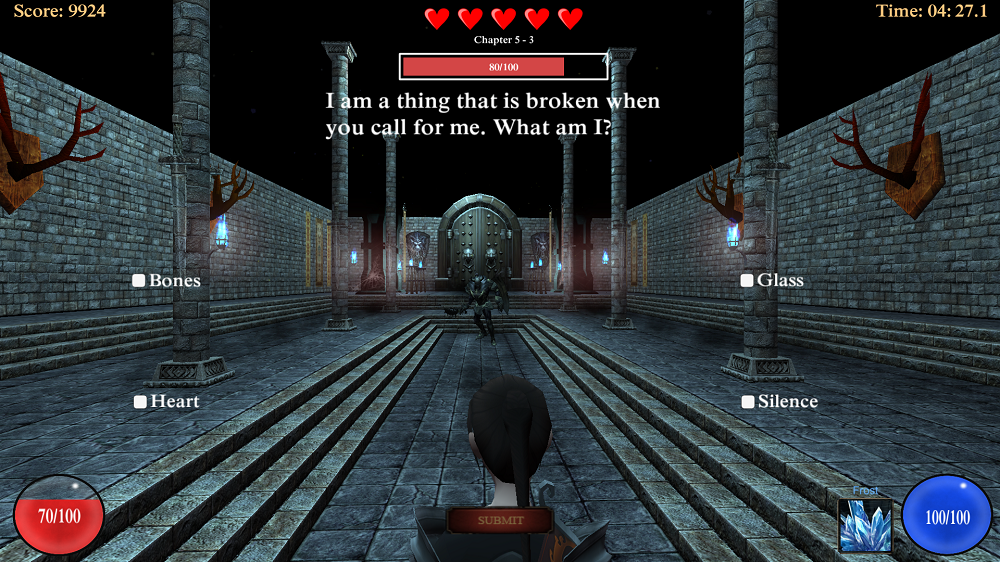 Score: 9924
Time: 04: 27.1
Chapter 5 - 3
80/100
I am a thing that is broken when
you call for me. What am I?
Bones
Glass
Heart
Silence
Frost
70/100
100/100
SUBMIT